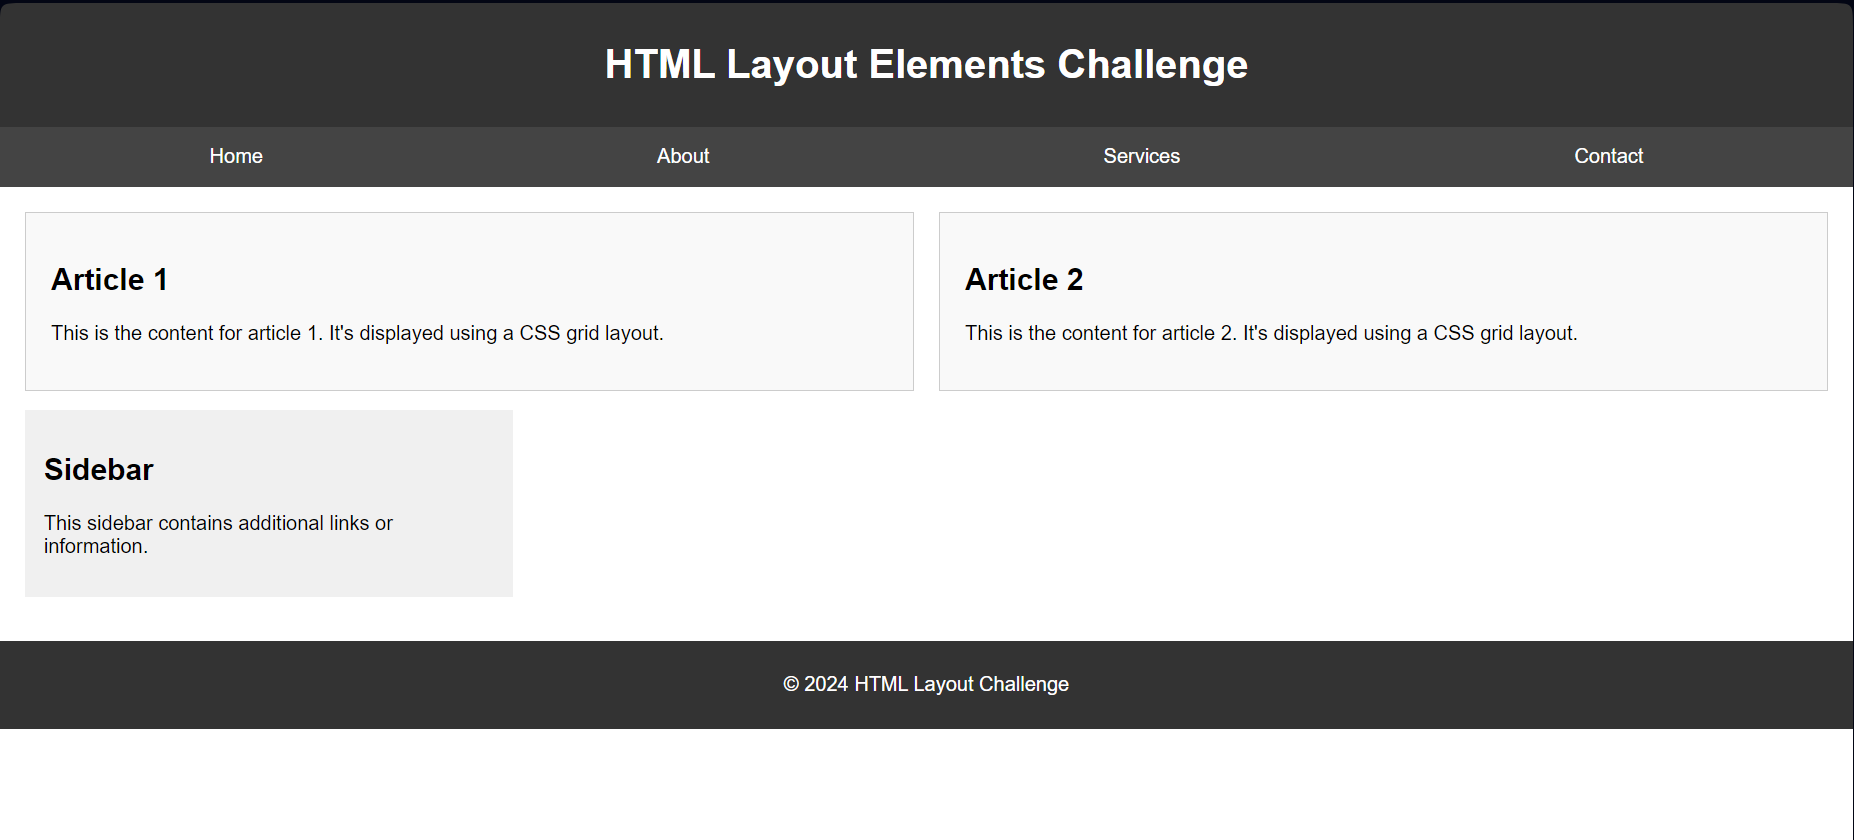 HTML Layout Elements Challenge
Home About Services Contact
Article 1
This is the content for article 1. It's displayed using a CSS grid layout.
Article 2
This is the content for article 2. It's displayed using a CSS grid layout.
Sidebar
This sidebar contains additional links or
information.
© 2024 HTML Layout Challenge